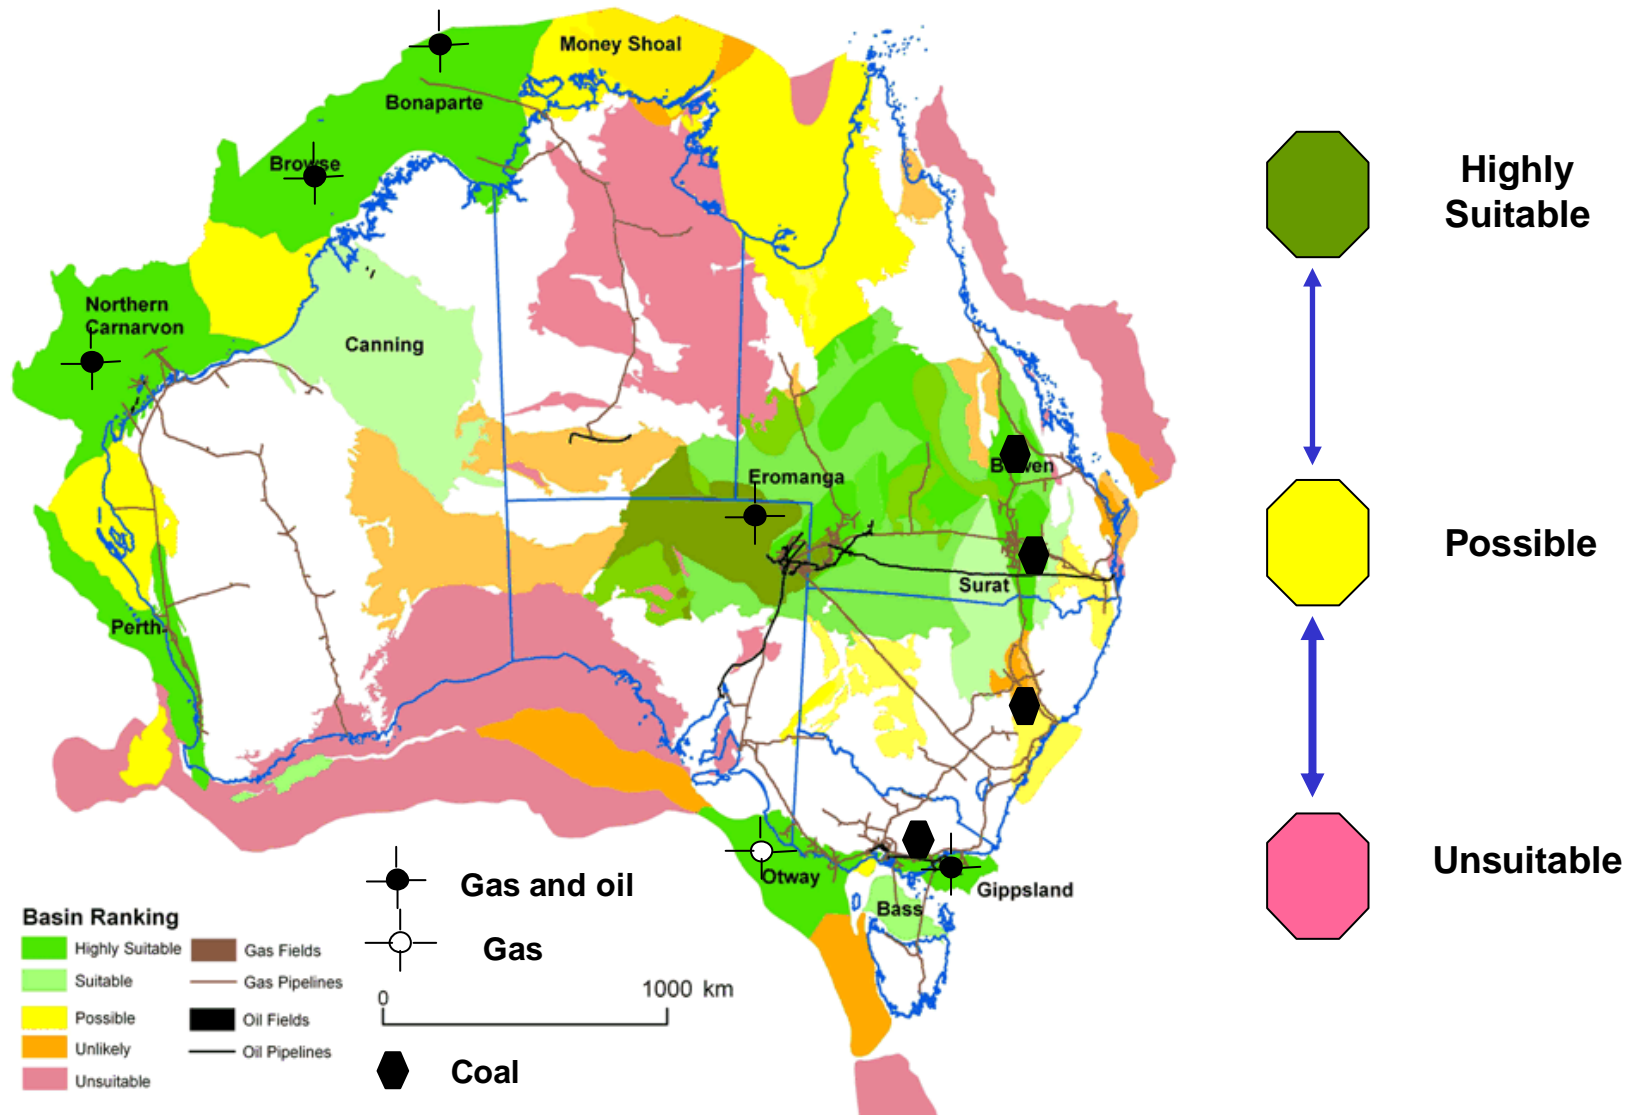 Money Shoal
Bonaparte
Browse
Northern
Carnarvon
Canning
Eromanga
Bowen
Surat
Perth
Otway
Gippsland
Bass
Highly
Suitable
Possible
Unsuitable
Gas and oil
Gas
0
1000 km
Coal
Basin Ranking
Highly Suitable
Suitable
Possible
Unlikely
Unsuitable
Gas Fields
Gas Pipelines
Oil Fields
Oil Pipelines